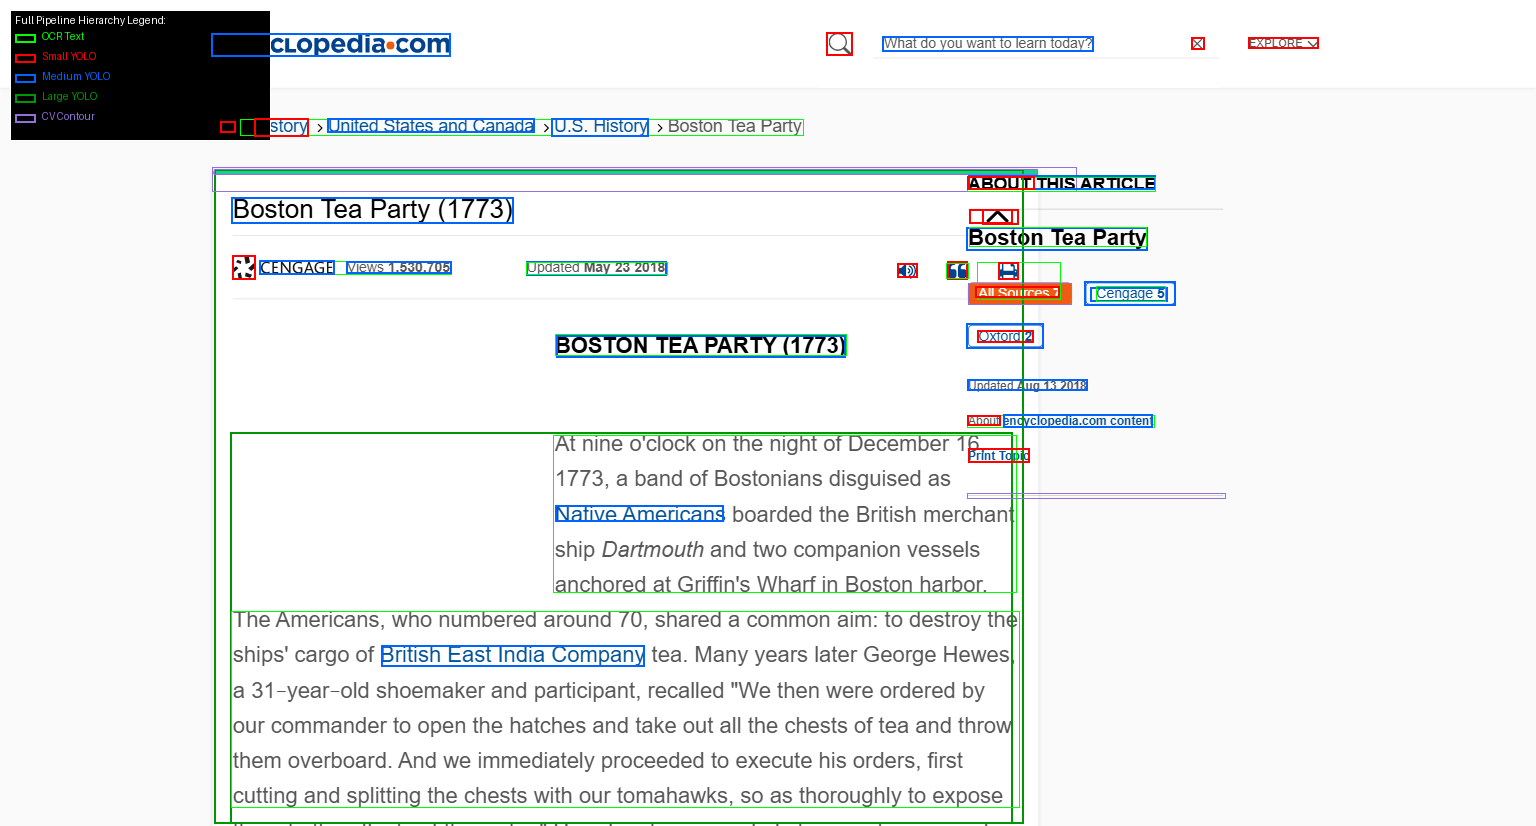 Full Pipeline Hierarchy Legend:
OCR Text
Small YOLO
Medium YOLO
Large YOLO
CV Contour
clopedia.com
What do you want to learn today?
EXPLORE
story
United States and Canada
U.S. History
Boston Tea Party
Boston Tea Party (1773)
CENGAGE
Views 1,530,705
Updated May 23 2018
BOSTON TEA PARTY (1773)
At nine o'clock on the night of December 16,
1773, a band of Bostonians disguised as
Native Americans boarded the British merchant
ship Dartmouth and two companion vessels
anchored at Griffin's Wharf in Boston harbor.
The Americans, who numbered around 70, shared a common aim: to destroy the
ships' cargo of British East India Company tea. Many years later George Hewes,
a 31-year-old shoemaker and participant, recalled "We then were ordered by
our commander to open the hatches and take out all the chests of tea and throw
them overboard. And we immediately proceeded to execute his orders, first
cutting and splitting the chests with our tomahawks, so as thoroughly to expose
ABOUT THIS ARTICLE
Boston Tea Party
All Sources 7
Cengage 5
Oxford 2
Updated Aug 13 2018
About encyclopedia.com content
Print Topic